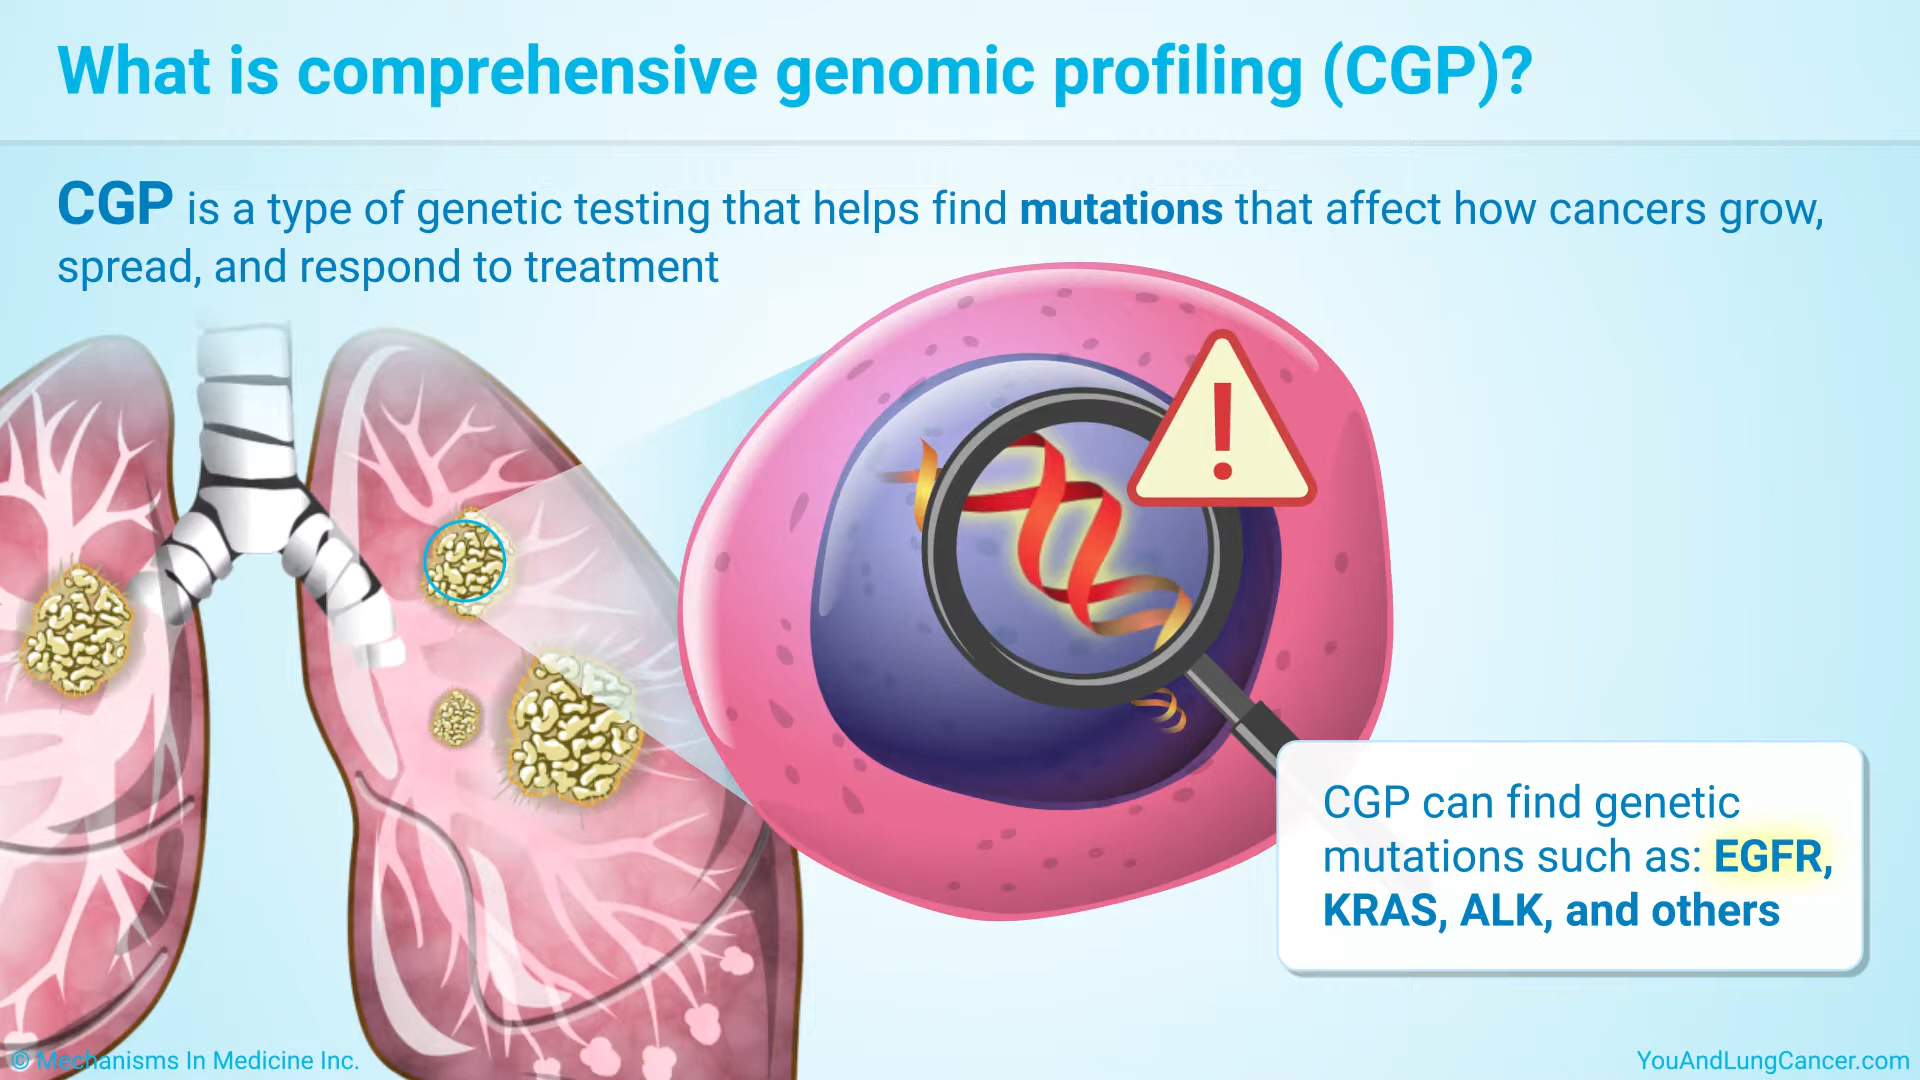 What is comprehensive genomic profiling (CGP)?
CGP is a type of genetic testing that helps find mutations that affect how cancers grow,
spread, and respond to treatment
!
CGP can find genetic
mutations such as: EGFR,
KRAS, ALK, and others
© Mechanisms In Medicine Inc.
YouAndLungCancer.com